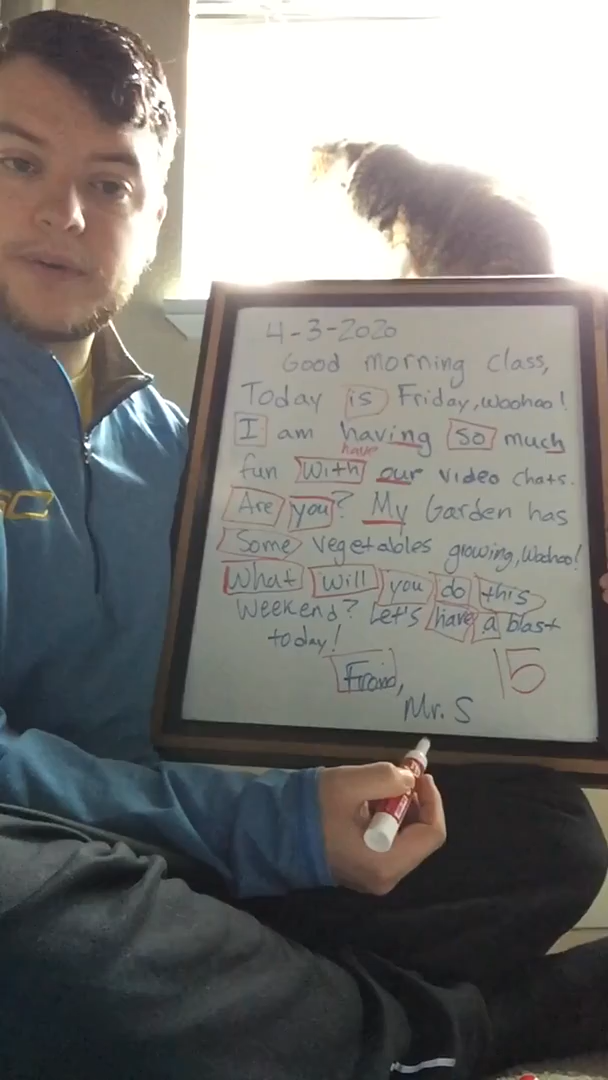 4-3-2020
Good morning class,
Today is Friday, woohoo!
I am having so much
have
fun with our video chats.
Are you? My Garden has
Some vegetables growing, Woohoo!
What will you do this
weekend? Let's have a blast
today!
From,
15
Mr. S
SC